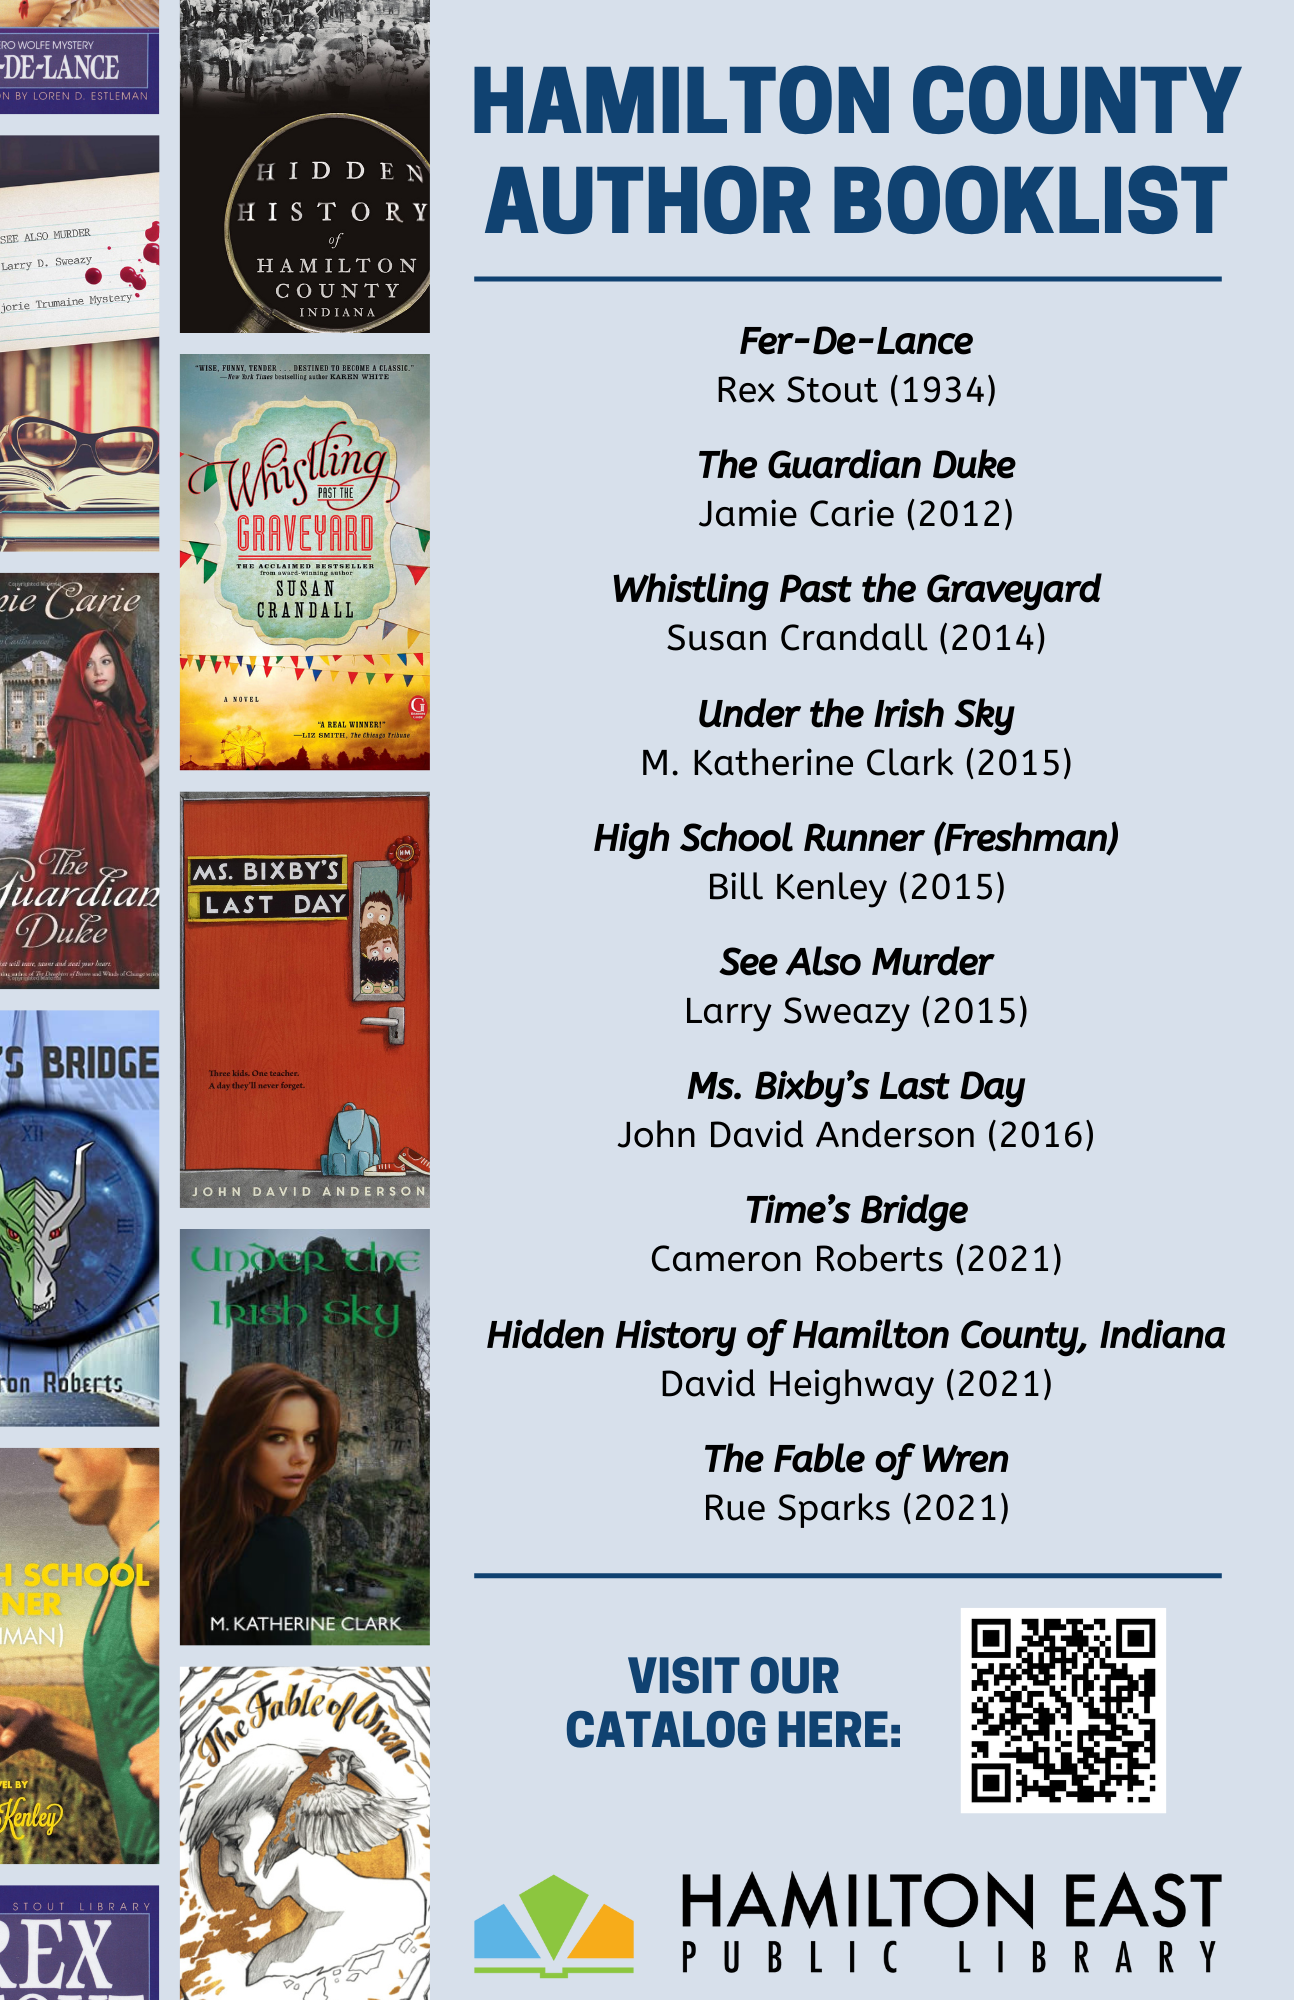 ERO WOLFE MYSTERY
-DE-LANCE
ON BY LOREN D. ESTLEMAN
SEE ALSO MURDER
Larry D. Sweazy
jorie Trumaine Mystery
nie Carie
The
Guardian
Duke
'S BRIDGE
XII
ron Roberts
H SCHOOL
NER
HMAN)
VEL BY
Kenley
STOUT LIBRARY
REX
HIDDEN
HISTORY
of
HAMILTON
COUNTY
INDIANA
"WISE, FUNNY, TENDER . . . DESTINED TO BECOME A CLASSIC."
—New York Times bestselling author KAREN WHITE
Whistling
PAST THE
GRAVEYARD
THE ACCLAIMED BESTSELLER
from award-winning author
SUSAN
CRANDALL
A NOVEL
G
"A REAL WINNER!"
—LIZ SMITH, The Chicago Tribune
HM
MS. BIXBY'S
LAST DAY
Three kids. One teacher.
A day they'll never forget.
JOHN DAVID ANDERSON
Under the
Irish Sky
M. KATHERINE CLARK
The Fable of Wren
HAMILTON COUNTY
AUTHOR BOOKLIST
Fer-De-Lance
Rex Stout (1934)
The Guardian Duke
Jamie Carie (2012)
Whistling Past the Graveyard
Susan Crandall (2014)
Under the Irish Sky
M. Katherine Clark (2015)
High School Runner (Freshman)
Bill Kenley (2015)
See Also Murder
Larry Sweazy (2015)
Ms. Bixby's Last Day
John David Anderson (2016)
Time's Bridge
Cameron Roberts (2021)
Hidden History of Hamilton County, Indiana
David Heighway (2021)
The Fable of Wren
Rue Sparks (2021)
VISIT OUR
CATALOG HERE:
HAMILTON EAST
PUBLIC LIBRARY